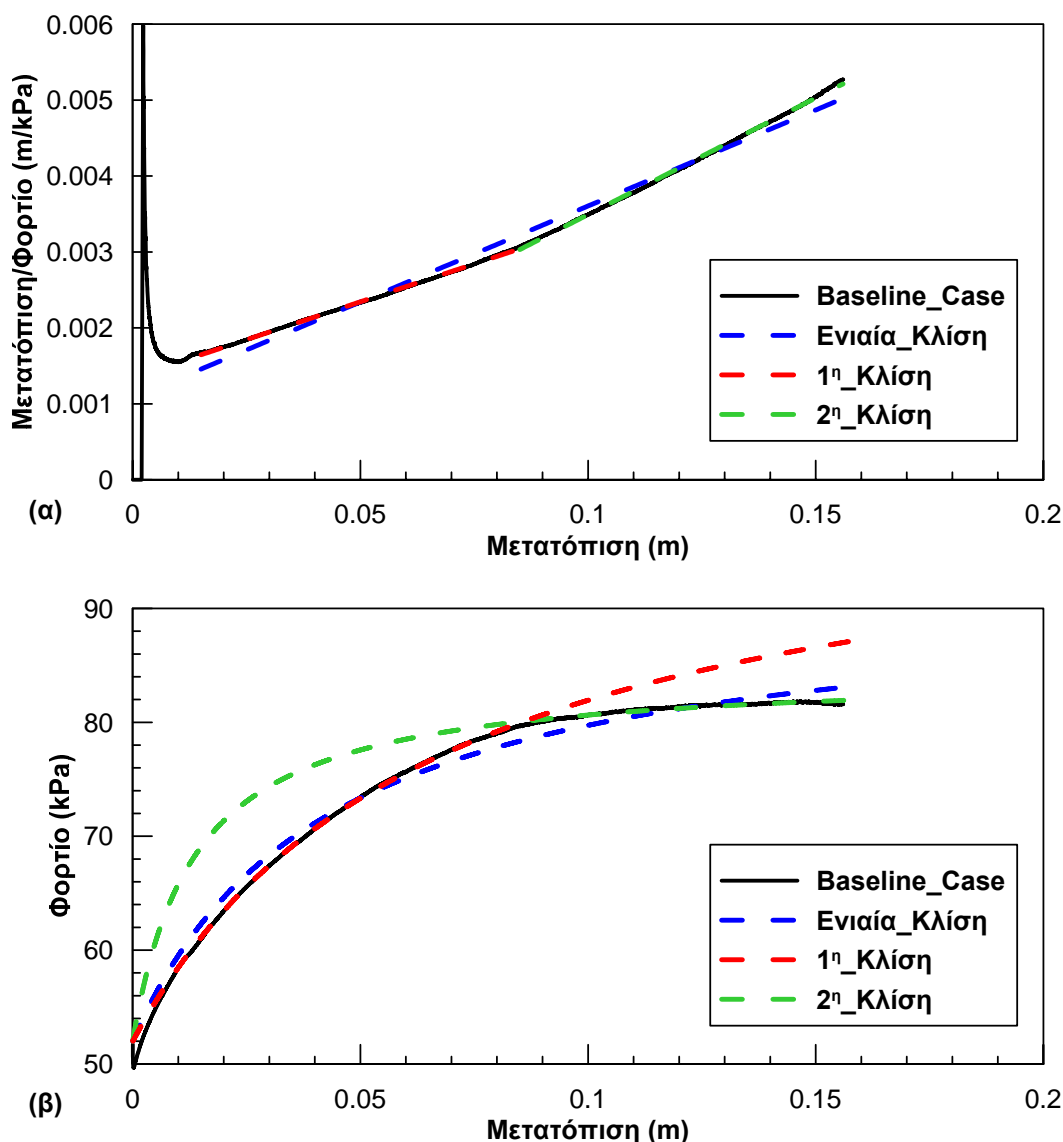 0.006
0.005
0.004
0.003
0.002
0.001
0
Μετατόπιση/Φορτίο (m/kPa)
Baseline_Case
Ενιαία_Κλίση
1η_Κλίση
2η_Κλίση
(α)
0
0.05
0.1
0.15
0.2
Μετατόπιση (m)
90
80
70
60
50
Φορτίο (kPa)
Baseline_Case
Ενιαία_Κλίση
1η_Κλίση
2η_Κλίση
(β)
0
0.05
0.1
0.15
0.2
Μετατόπιση (m)